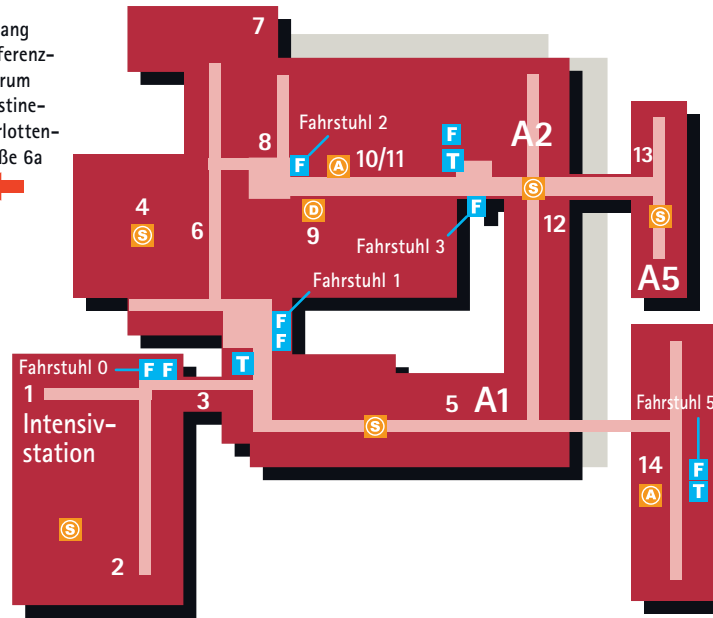 7
8
Fahrstuhl 2
F
A
10/11
F
T
A2
13
4
S
6
D
9
F
Fahrstuhl 3
S
12
S
A5
Fahrstuhl 1
F
F
Fahrstuhl 0
F F
T
1
3
Intensiv-
station
S
2
5
A1
S
Fahrstuhl 5
14
A
F
T